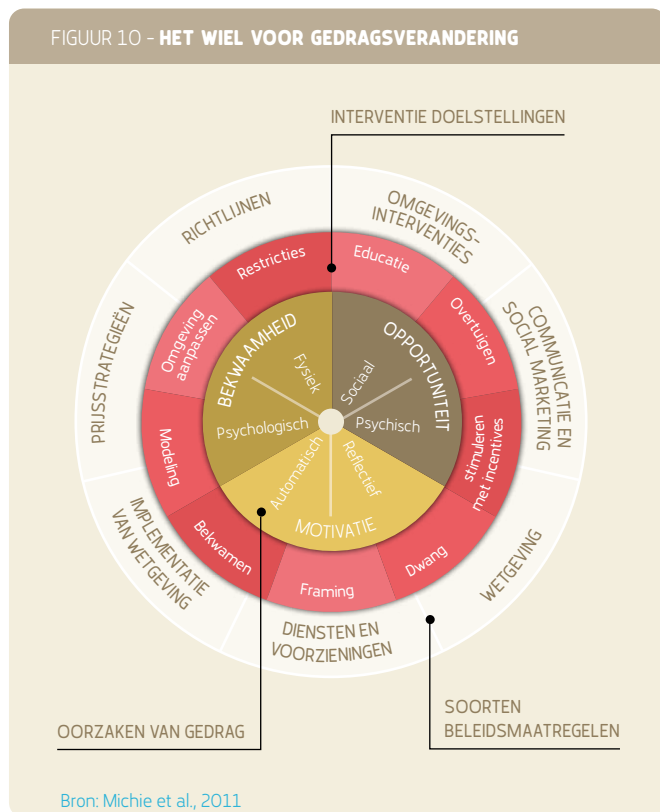 FIGUUR 10 - HET WIEL VOOR GEDRAGSVERANDERING
INTERVENTIE DOELSTELLINGEN
RICHTLIJNEN
OMGEVINGS-
INTERVENTIES
COMMUNICATIE EN
SOCIAL MARKETING
WETGEVING
DIENSTEN EN
VOORZIENINGEN
IMPLEMENTATIE
VAN WETGEVING
PRIJSSTRATEGIEËN
Restricties
Educatie
Overtuigen
stimuleren
met incentives
Dwang
Framing
Bekwamen
Modeling
Omgeving
aanpassen
BEKWAAMHEID
Fysiek
Psychologisch
OPPORTUNITEIT
Sociaal
Psychisch
MOTIVATIE
Automatisch
Reflectief
OORZAKEN VAN GEDRAG
SOORTEN
BELEIDSMAATREGELEN
Bron: Michie et al., 2011